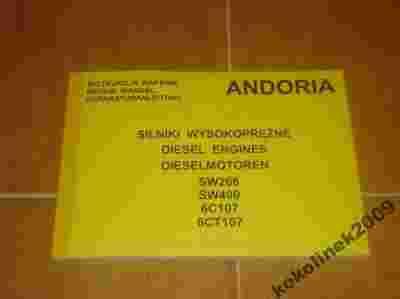 INSTRUKCJA NAPRAW
REPAIR MANUAL
REPARATURANLEITUNG
ANDORIA
SILNIKI WYSOKOPRĘŻNE
DIESEL ENGINES
DIESELMOTOREN
SW266
SW400
6C107
6CT107
kokolinek2009